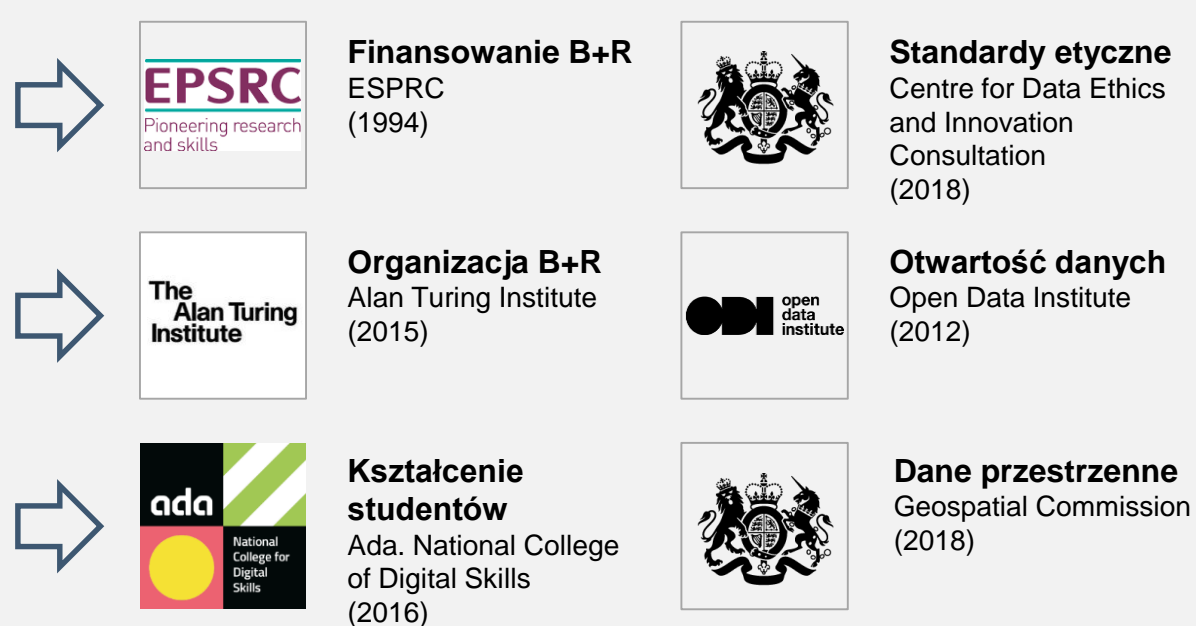 EPSRC
Pioneering research
and skills
Finansowanie B+R
ESPRC
(1994)
Standardy etyczne
Centre for Data Ethics
and Innovation
Consultation
(2018)
The
Alan Turing
Institute
Organizacja B+R
Alan Turing Institute
(2015)
ODI
open
data
institute
Otwartość danych
Open Data Institute
(2012)
ada
National
College for
Digital
Skills
Kształcenie
studentów
Ada. National College
of Digital Skills
(2016)
Dane przestrzenne
Geospatial Commission
(2018)